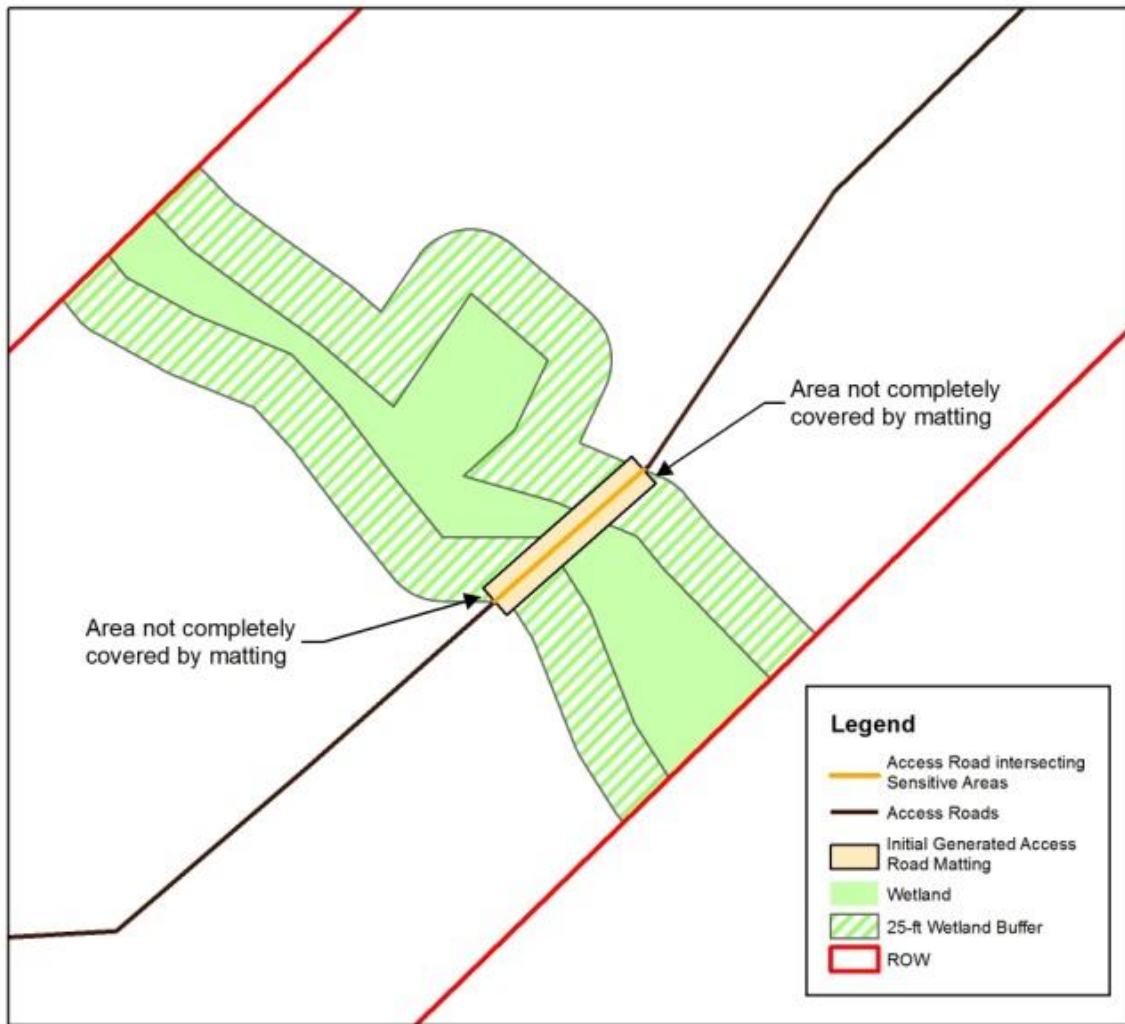 Area not completely
covered by matting
Area not completely
covered by matting
Legend
Access Road intersecting
Sensitive Areas
Access Roads
Initial Generated Access
Road Matting
Wetland
25-ft Wetland Buffer
ROW